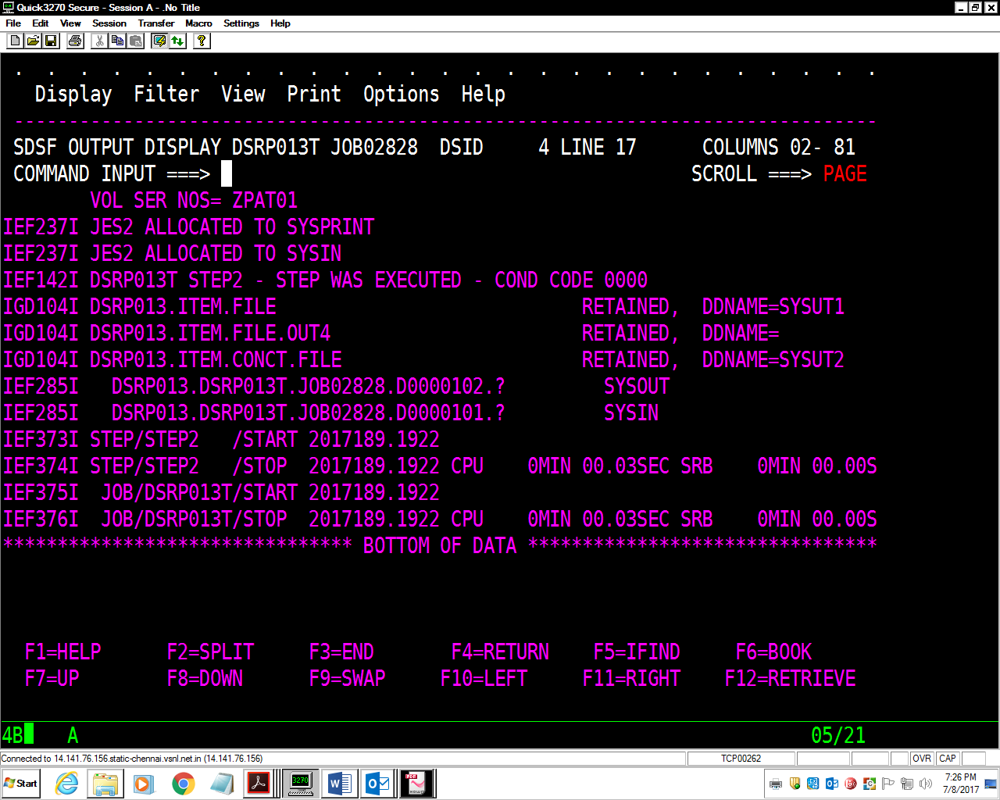 Quick3270 Secure - Session A - .No Title
File Edit View Session Transfer Macro Settings Help
. . . . . . . . . . . . . . . . . . . . . . . . . . .
Display Filter View Print Options Help
-------------------------------------------------------------------------------
SDSF OUTPUT DISPLAY DSRP013T JOB02828 DSID 4 LINE 17 COLUMNS 02- 81
COMMAND INPUT ===> SCROLL ===> PAGE
VOL SER NOS= ZPAT01
IEF237I JES2 ALLOCATED TO SYSPRINT
IEF237I JES2 ALLOCATED TO SYSIN
IEF142I DSRP013T STEP2 - STEP WAS EXECUTED - COND CODE 0000
IGD104I DSRP013.ITEM.FILE RETAINED, DDNAME=SYSUT1
IGD104I DSRP013.ITEM.FILE.OUT4 RETAINED, DDNAME=
IGD104I DSRP013.ITEM.CONCT.FILE RETAINED, DDNAME=SYSUT2
IEF285I DSRP013.DSRP013T.JOB02828.D0000102.? SYSOUT
IEF285I DSRP013.DSRP013T.JOB02828.D0000101.? SYSIN
IEF373I STEP/STEP2 /START 2017189.1922
IEF374I STEP/STEP2 /STOP 2017189.1922 CPU 0MIN 00.03SEC SRB 0MIN 00.00S
IEF375I JOB/DSRP013T/START 2017189.1922
IEF376I JOB/DSRP013T/STOP 2017189.1922 CPU 0MIN 00.03SEC SRB 0MIN 00.00S
******************************** BOTTOM OF DATA ********************************
F1=HELP F2=SPLIT F3=END F4=RETURN F5=IFIND F6=BOOK
F7=UP F8=DOWN F9=SWAP F10=LEFT F11=RIGHT F12=RETRIEVE
4B A 05/21
Connected to 14.141.76.156.static-chennai.vsnl.net.in (14.141.76.156) TCP00262 OVR CAP
Start 3270 7:26 PM
7/8/2017